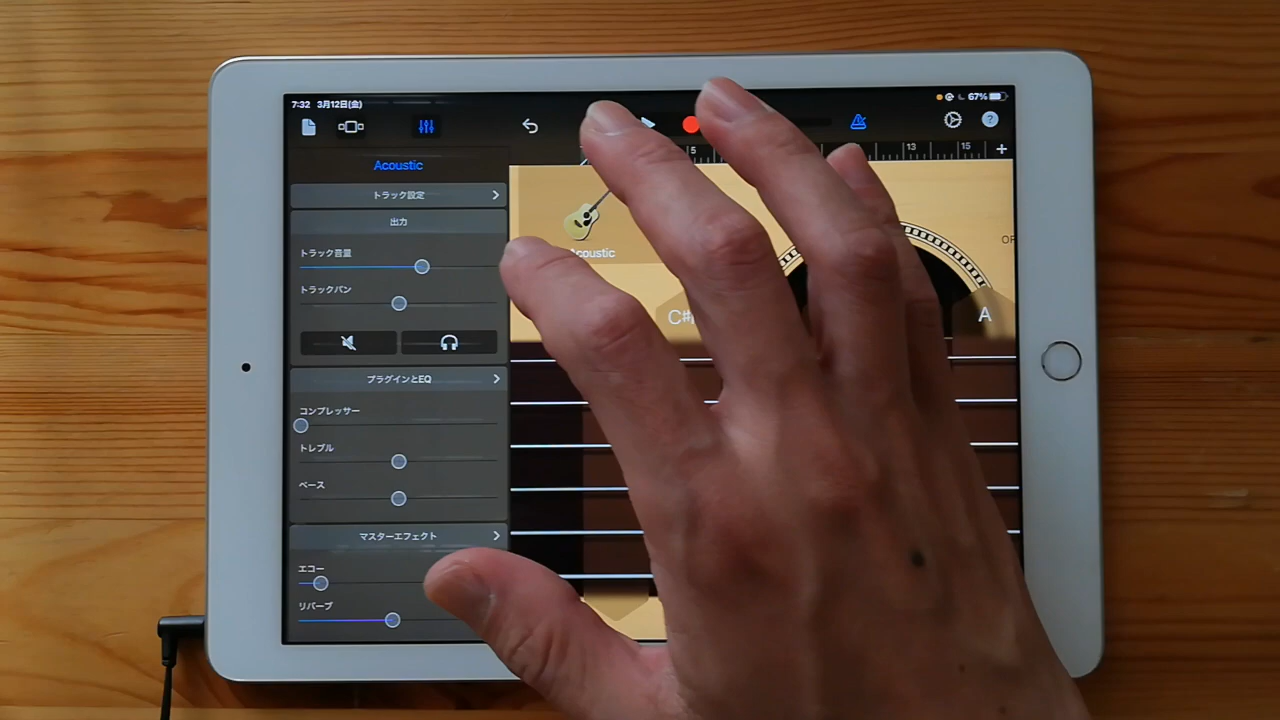 7:32 3月12日(金)
67%
?
5
13
15
+
Acoustic
トラック設定
出力
トラック音量
トラックパン
プラグインとEQ
コンプレッサー
トレブル
ベース
マスターエフェクト
エコー
リバーブ
C#
A